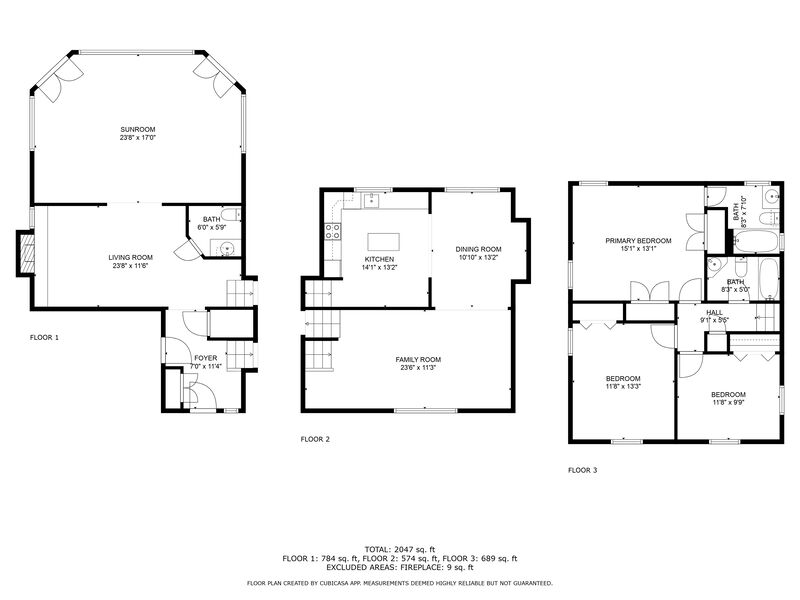 SUNROOM
23'8" x 17'0"
BATH
6'0" x 5'9"
LIVING ROOM
23'8" x 11'6"
FLOOR 1
FOYER
7'0" x 11'4"
KITCHEN
14'1" x 13'2"
DINING ROOM
10'10" x 13'2"
FAMILY ROOM
23'6" x 11'3"
FLOOR 2
BATH
8'3" x 7'10"
PRIMARY BEDROOM
15'1" x 13'1"
BATH
8'3" x 5'0"
HALL
9'1" x 5'5"
BEDROOM
11'8" x 13'3"
BEDROOM
11'8" x 9'9"
FLOOR 3
TOTAL: 2047 sq. ft
FLOOR 1: 784 sq. ft, FLOOR 2: 574 sq. ft, FLOOR 3: 689 sq. ft
EXCLUDED AREAS: FIREPLACE: 9 sq. ft
FLOOR PLAN CREATED BY CUBICASA APP. MEASUREMENTS DEEMED HIGHLY RELIABLE BUT NOT GUARANTEED.